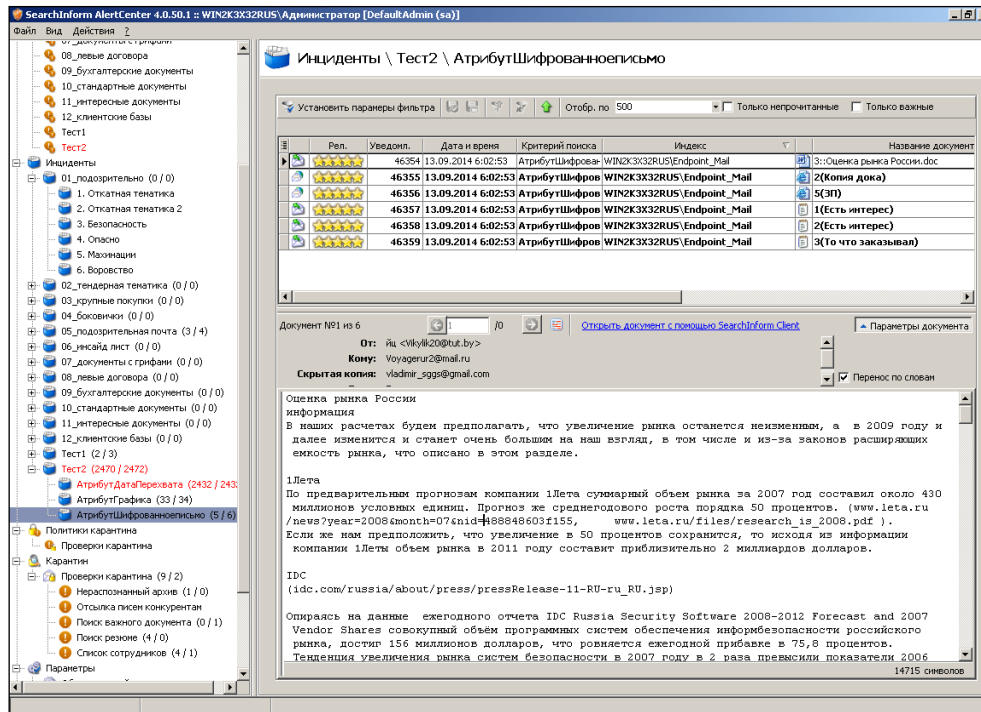 SearchInform AlertCenter 4.0.50.1 :: WIN2K3X32RUS\Администратор [DefaultAdmin (sa)]
Файл Вид Действия ?
08_левые договора
09_бухгалтерские документы
10_стандартные документы
11_интересные документы
12_клиентские базы
Тест1
Тест2
Инциденты
01_подозрительно (0 / 0)
1. Откатная тематика
2. Откатная тематика 2
3. Безопасность
4. Опасно
5. Махинации
6. Воровство
02_тендерная тематика (0 / 0)
03_крупные покупки (0 / 0)
04_боковички (0 / 0)
05_подозрительная почта (3 / 4)
06_инсайд лист (0 / 0)
07_документы с грифами (0 / 0)
08_левые договора (0 / 0)
09_бухгалтерские документы (0 / 0)
10_стандартные документы (0 / 0)
11_интересные документы (0 / 0)
12_клиентские базы (0 / 0)
Тест1 (2 / 3)
Тест2 (2470 / 2472)
АтрибутДатаПерехвата (2432 / 2432
АтрибутГрафика (33 / 34)
АтрибутШифрованноеписьмо (5 / 6)
Политики карантина
Проверки карантина
Карантин
Проверки карантина (9 / 2)
Нераспознанный архив (1 / 0)
Отсылка писем конкурентам
Поиск важного документа (0 / 1)
Поиск резюме (4 / 0)
Список сотрудников (4 / 1)
Параметры
Инциденты \ Тест2 \ АтрибутШифрованноеписьмо
Установить паранеры фильтра Отобр. по 500 Только непрочитанные Только важные
Рел. Уведомл. Дата и время Критерий поиска Индекс Название документ
46354 13.09.2014 6:02:53 АтрибутШифрован WIN2K3X32RUS\Endpoint_Mail 3::Оценка рынка России.doc
46355 13.09.2014 6:02:53 АтрибутШифров WIN2K3X32RUS\Endpoint_Mail 2(Копия дока)
46356 13.09.2014 6:02:53 АтрибутШифров WIN2K3X32RUS\Endpoint_Mail 5(ЗП)
46357 13.09.2014 6:02:53 АтрибутШифров WIN2K3X32RUS\Endpoint_Mail 1(Есть интерес)
46358 13.09.2014 6:02:53 АтрибутШифров WIN2K3X32RUS\Endpoint_Mail 2(Есть интерес)
46359 13.09.2014 6:02:53 АтрибутШифров WIN2K3X32RUS\Endpoint_Mail 3(То что заказывал)
Документ №1 из 6 1 /0 Открыть документ с помощью SearchInform Client Параметры документа
От: йц <Vikylik20@tut.by>
Кому: Voyagerur2@mail.ru
Скрытая копия: vladimir_sggs@gmail.com
Перенос по словам
Оценка рынка России
информация
В наших расчетах будем предполагать, что увеличение рынка останется неизменным, а в 2009 году и
далее изменится и станет очень большим на наш взгляд, в том числе и из-за законов расширяющих
емкость рынка, что описано в этом разделе.
1Лета
По предварительным прогнозам компании 1Лета суммарный объем рынка за 2007 год составил около 430
миллионов условных единиц. Прогноз же среднегодового роста порядка 50 процентов. (www.leta.ru
/news?year=2008&month=07&nid=488848603f155, www.leta.ru/files/research_is_2008.pdf ).
Если же нам предположить, что увеличение в 50 процентов сохранится, то исходя из информации
компании 1Леты объем рынка в 2011 году составит приблизительно 2 миллиардов долларов.
IDC
(idc.com/russia/about/press/pressRelease-11-RU-ru_RU.jsp)
Опираясь на данные ежегодного отчета IDC Russia Security Software 2008-2012 Forecast and 2007
Vendor Shares совокупный объём программных систем обеспечения информбезопасности российского
рынка, достиг 156 миллионов долларов, что ровняется ежегодной прибавке в 75,8 процентов.
Тенденция увеличения рынка систем безопасности в 2007 году в 2 раза превысили показатели 2006
14715 символов